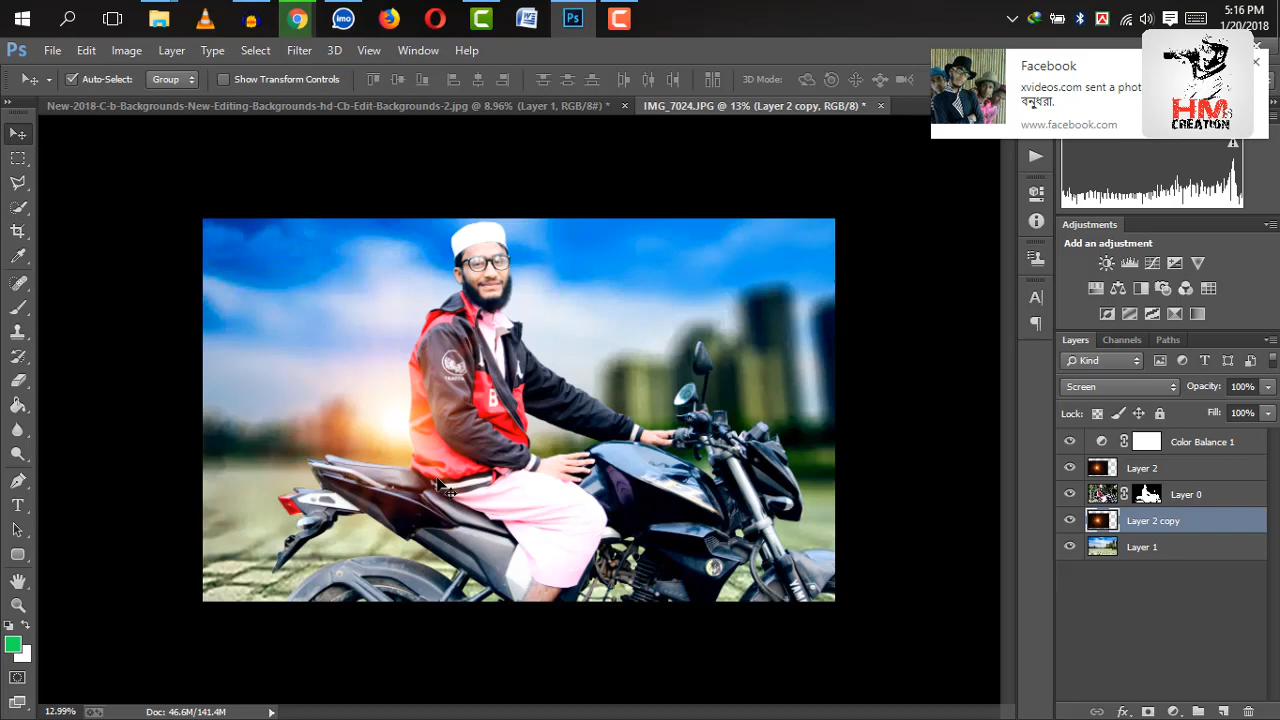 imo
Ps
5:16 PM
1/20/2018
Ps File Edit Image Layer Type Select Filter 3D View Window Help
Auto-Select: Group Show Transform Controls 3D Mode:
Facebook
xvideos.com sent a phot
বনুধরা.
www.facebook.com
HM
CREATION
New-2018-C-b-Backgrounds-New-Editing-Backgrounds-hd-Cb-Edit-Backgrounds-2.jpg @ 8.96% (Layer 1, RGB/8#) * ×
IMG_7024.JPG @ 13% (Layer 2 copy, RGB/8) * ×
Adjustments
Add an adjustment
Layers Channels Paths
Kind
Screen Opacity: 100%
Lock: Fill: 100%
Color Balance 1
Layer 2
Layer 0
Layer 2 copy
Layer 1
B
12.99% Doc: 46.6M/141.4M